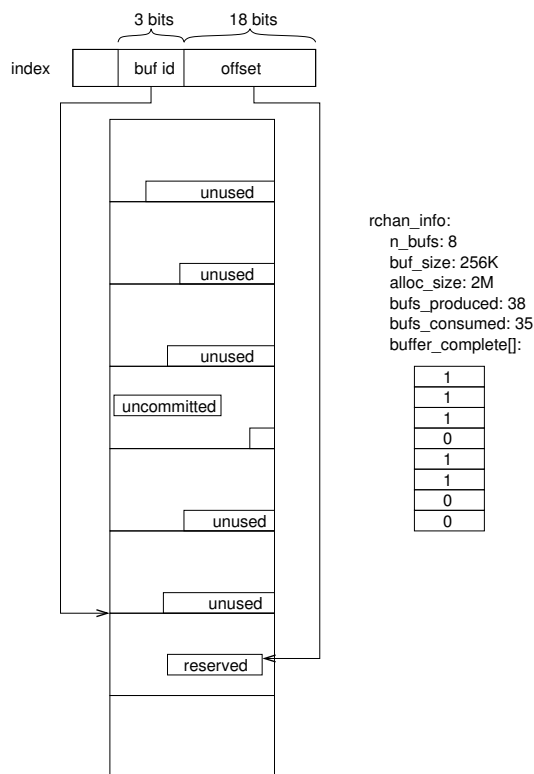 3 bits 18 bits
index buf id offset
unused
unused
unused
uncommitted
unused
unused
reserved
rchan_info:
n_bufs: 8
buf_size: 256K
alloc_size: 2M
bufs_produced: 38
bufs_consumed: 35
buffer_complete[]:
1
1
1
0
1
1
0
0